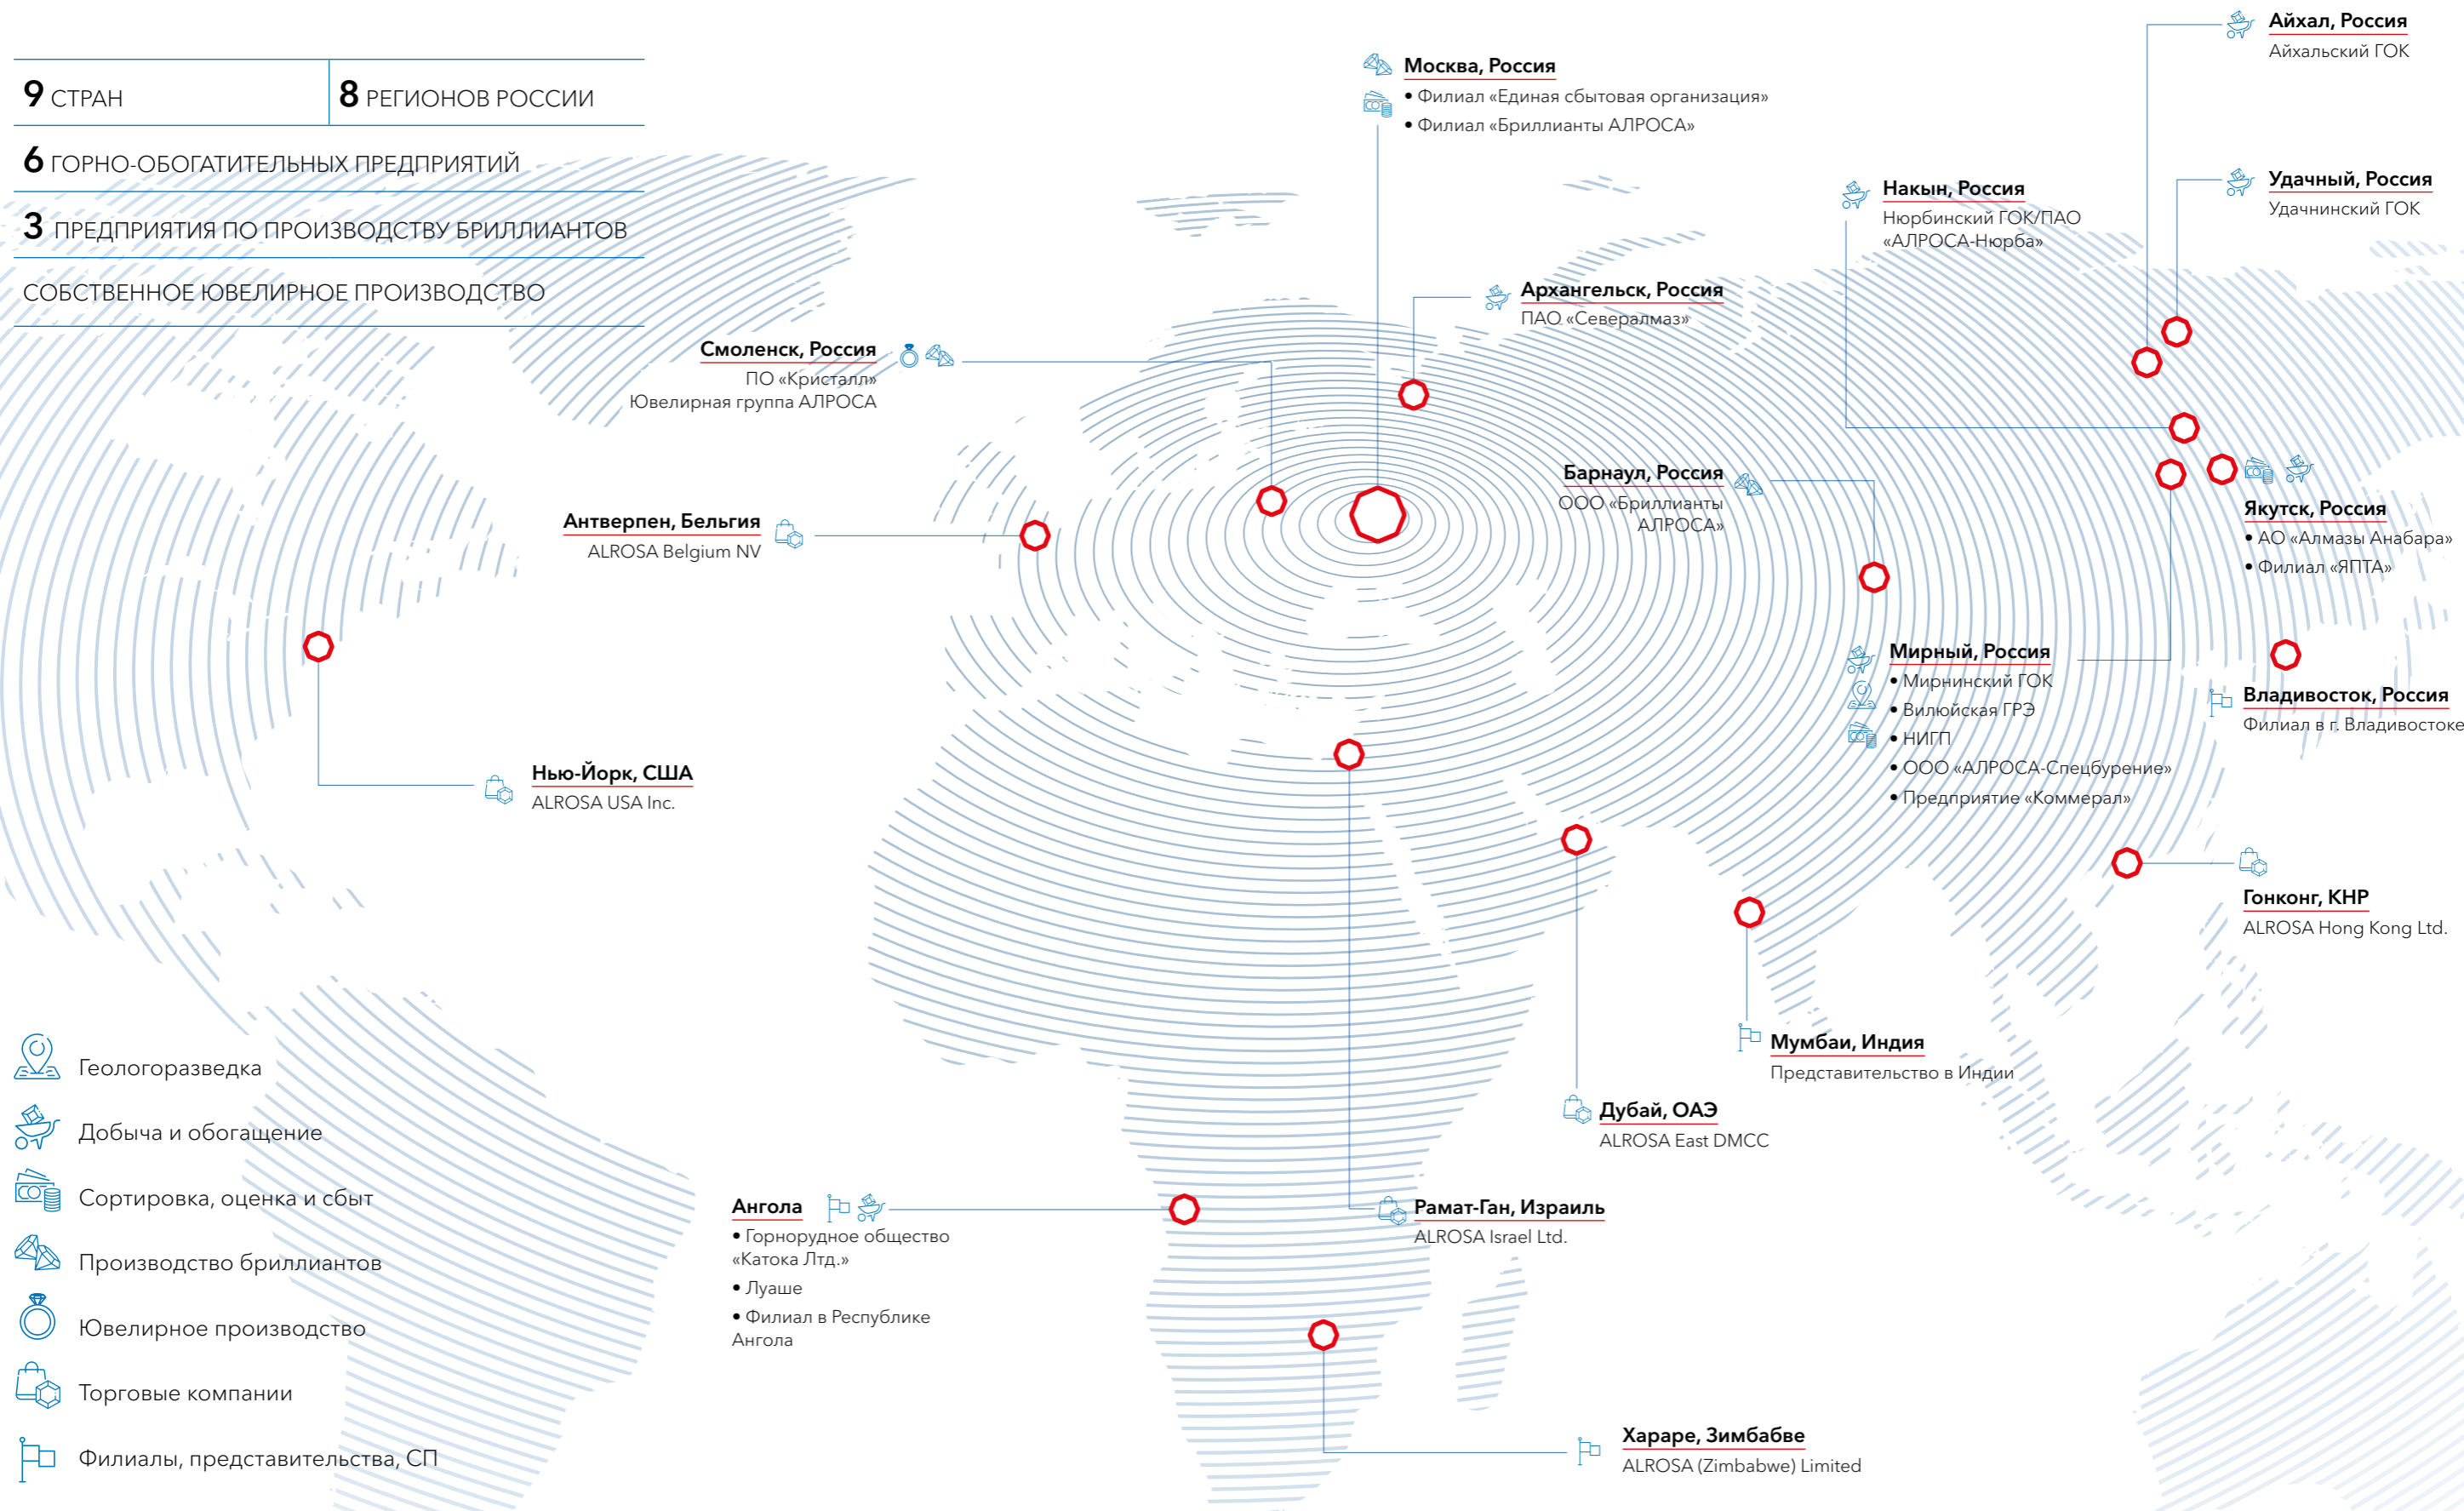 9 СТРАН
8 РЕГИОНОВ РОССИИ
6 ГОРНО-ОБОГАТИТЕЛЬНЫХ ПРЕДПРИЯТИЙ
3 ПРЕДПРИЯТИЯ ПО ПРОИЗВОДСТВУ БРИЛЛИАНТОВ
СОБСТВЕННОЕ ЮВЕЛИРНОЕ ПРОИЗВОДСТВО
Москва, Россия
• Филиал «Единая сбытовая организация»
• Филиал «Бриллианты АЛРОСА»
Айхал, Россия
Айхальский ГОК
Удачный, Россия
Удачнинский ГОК
Накын, Россия
Нюрбинский ГОК/ПАО
«АЛРОСА-Нюрба»
Архангельск, Россия
ПАО «Севералмаз»
Смоленск, Россия
ПО «Кристалл»
Ювелирная группа АЛРОСА
Барнаул, Россия
ООО «Бриллианты
АЛРОСА»
Якутск, Россия
• АО «Алмазы Анабара»
• Филиал «ЯПТА»
Антверпен, Бельгия
ALROSA Belgium NV
Мирный, Россия
• Мирнинский ГОК
• Вилюйская ГРЭ
• НИГП
• ООО «АЛРОСА-Спецбурение»
• Предприятие «Коммерал»
Владивосток, Россия
Филиал в г. Владивостоке
Нью-Йорк, США
ALROSA USA Inc.
Гонконг, КНР
ALROSA Hong Kong Ltd.
Мумбаи, Индия
Представительство в Индии
Дубай, ОАЭ
ALROSA East DMCC
Рамат-Ган, Израиль
ALROSA Israel Ltd.
Ангола
• Горнорудное общество
«Катока Лтд.»
• Луаше
• Филиал в Республике
Ангола
Хараре, Зимбабве
ALROSA (Zimbabwe) Limited
Геологоразведка
Добыча и обогащение
Сортировка, оценка и сбыт
Производство бриллиантов
Ювелирное производство
Торговые компании
Филиалы, представительства, СП